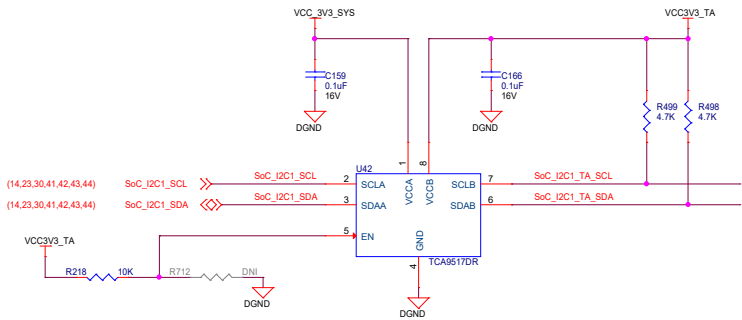 VCC_3V3_SYS
VCC3V3_TA
C159
0.1uF
16V
DGND
C166
0.1uF
16V
DGND
R499
4.7K
R498
4.7K
U42
1
8
VCCA
VCCB
(14,23,30,41,42,43,44) SoC_I2C1_SCL
2
SCLA
SCLB
7
SoC_I2C1_TA_SCL
(14,23,30,41,42,43,44) SoC_I2C1_SDA
3
SDAA
SDAB
6
SoC_I2C1_TA_SDA
VCC3V3_TA
5
EN
GND
4
TCA9517DR
R218 10K
R712 DNI
DGND
DGND